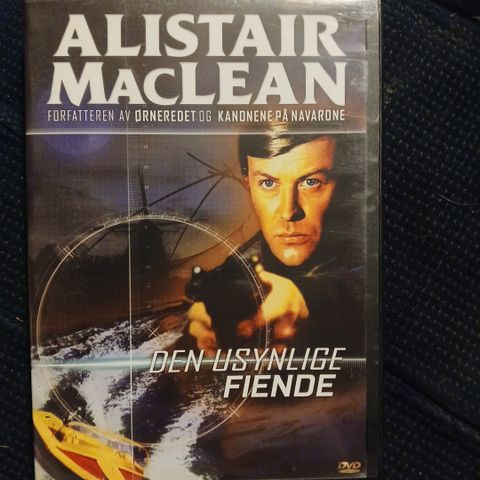 ALISTAIR
MACLEAN
FORFATTEREN AV ØRNEREDET OG KANONENE PÅ NAVARONE
DEN USYNLIGE
FIENDE
DVD